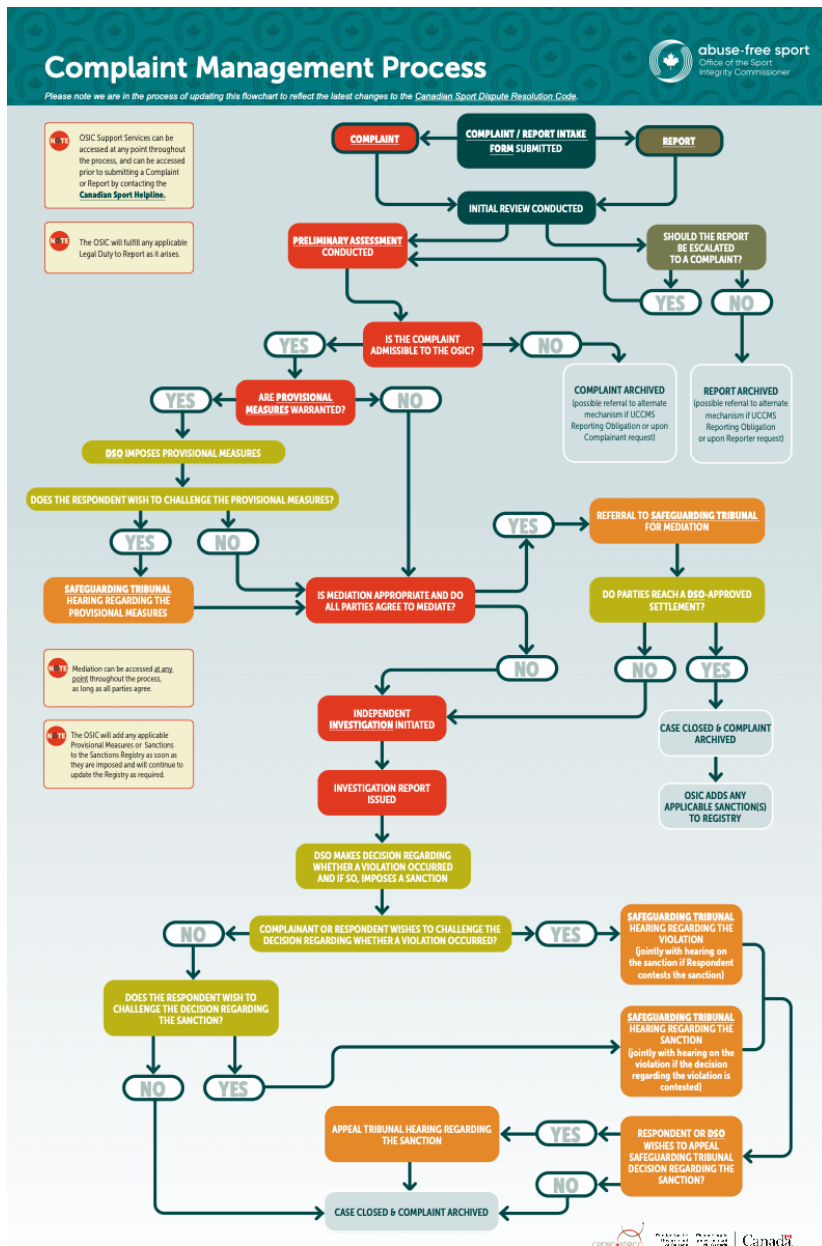 Complaint Management Process
Please note we are in the process of updating this flowchart to reflect the latest changes to the Canadian Sport Dispute Resolution Code.
abuse-free sport
Office of the Sport
Integrity Commissioner
NOTE
OSIC Support Services can be
accessed at any point throughout
the process, and can be accessed
prior to submitting a Complaint
or Report by contacting the
Canadian Sport Helpline.
NOTE
The OSIC will fulfill any applicable
Legal Duty to Report as it arises.
COMPLAINT
COMPLAINT / REPORT INTAKE
FORM SUBMITTED
REPORT
INITIAL REVIEW CONDUCTED
PRELIMINARY ASSESSMENT
CONDUCTED
SHOULD THE REPORT
BE ESCALATED
TO A COMPLAINT?
YES
NO
IS THE COMPLAINT
ADMISSIBLE TO THE OSIC?
YES
NO
COMPLAINT ARCHIVED
(possible referral to alternate
mechanism if UCCMS
Reporting Obligation or upon
Complainant request)
REPORT ARCHIVED
(possible referral to alternate
mechanism if UCCMS
Reporting Obligation
or upon Reporter request)
ARE PROVISIONAL
MEASURES WARRANTED?
YES
NO
DSO IMPOSES PROVISIONAL MEASURES
DOES THE RESPONDENT WISH TO CHALLENGE THE PROVISIONAL MEASURES?
YES
NO
SAFEGUARDING TRIBUNAL
HEARING REGARDING THE
PROVISIONAL MEASURES
IS MEDIATION APPROPRIATE AND DO
ALL PARTIES AGREE TO MEDIATE?
YES
NO
REFERRAL TO SAFEGUARDING TRIBUNAL
FOR MEDIATION
DO PARTIES REACH A DSO-APPROVED
SETTLEMENT?
NO
YES
CASE CLOSED & COMPLAINT
ARCHIVED
OSIC ADDS ANY
APPLICABLE SANCTION(S)
TO REGISTRY
NOTE
Mediation can be accessed at any
point throughout the process,
as long as all parties agree.
NOTE
The OSIC will add any applicable
Provisional Measures or Sanctions
to the Sanctions Registry as soon as
they are imposed and will continue to
update the Registry as required.
INDEPENDENT
INVESTIGATION INITIATED
INVESTIGATION REPORT
ISSUED
DSO MAKES DECISION REGARDING
WHETHER A VIOLATION OCCURRED
AND IF SO, IMPOSES A SANCTION
COMPLAINANT OR RESPONDENT WISHES TO CHALLENGE THE
DECISION REGARDING WHETHER A VIOLATION OCCURRED?
NO
YES
SAFEGUARDING TRIBUNAL
HEARING REGARDING THE
VIOLATION
(jointly with hearing on
the sanction if Respondent
contests the sanction)
DOES THE RESPONDENT WISH TO
CHALLENGE THE DECISION REGARDING
THE SANCTION?
NO
YES
SAFEGUARDING TRIBUNAL
HEARING REGARDING THE
SANCTION
(jointly with hearing on the
violation if the decision
regarding the violation is
contested)
RESPONDENT OR DSO
WISHES TO APPEAL
SAFEGUARDING TRIBUNAL
DECISION REGARDING THE
SANCTION?
YES
NO
APPEAL TRIBUNAL HEARING REGARDING
THE SANCTION
CASE CLOSED & COMPLAINT ARCHIVED
Canada